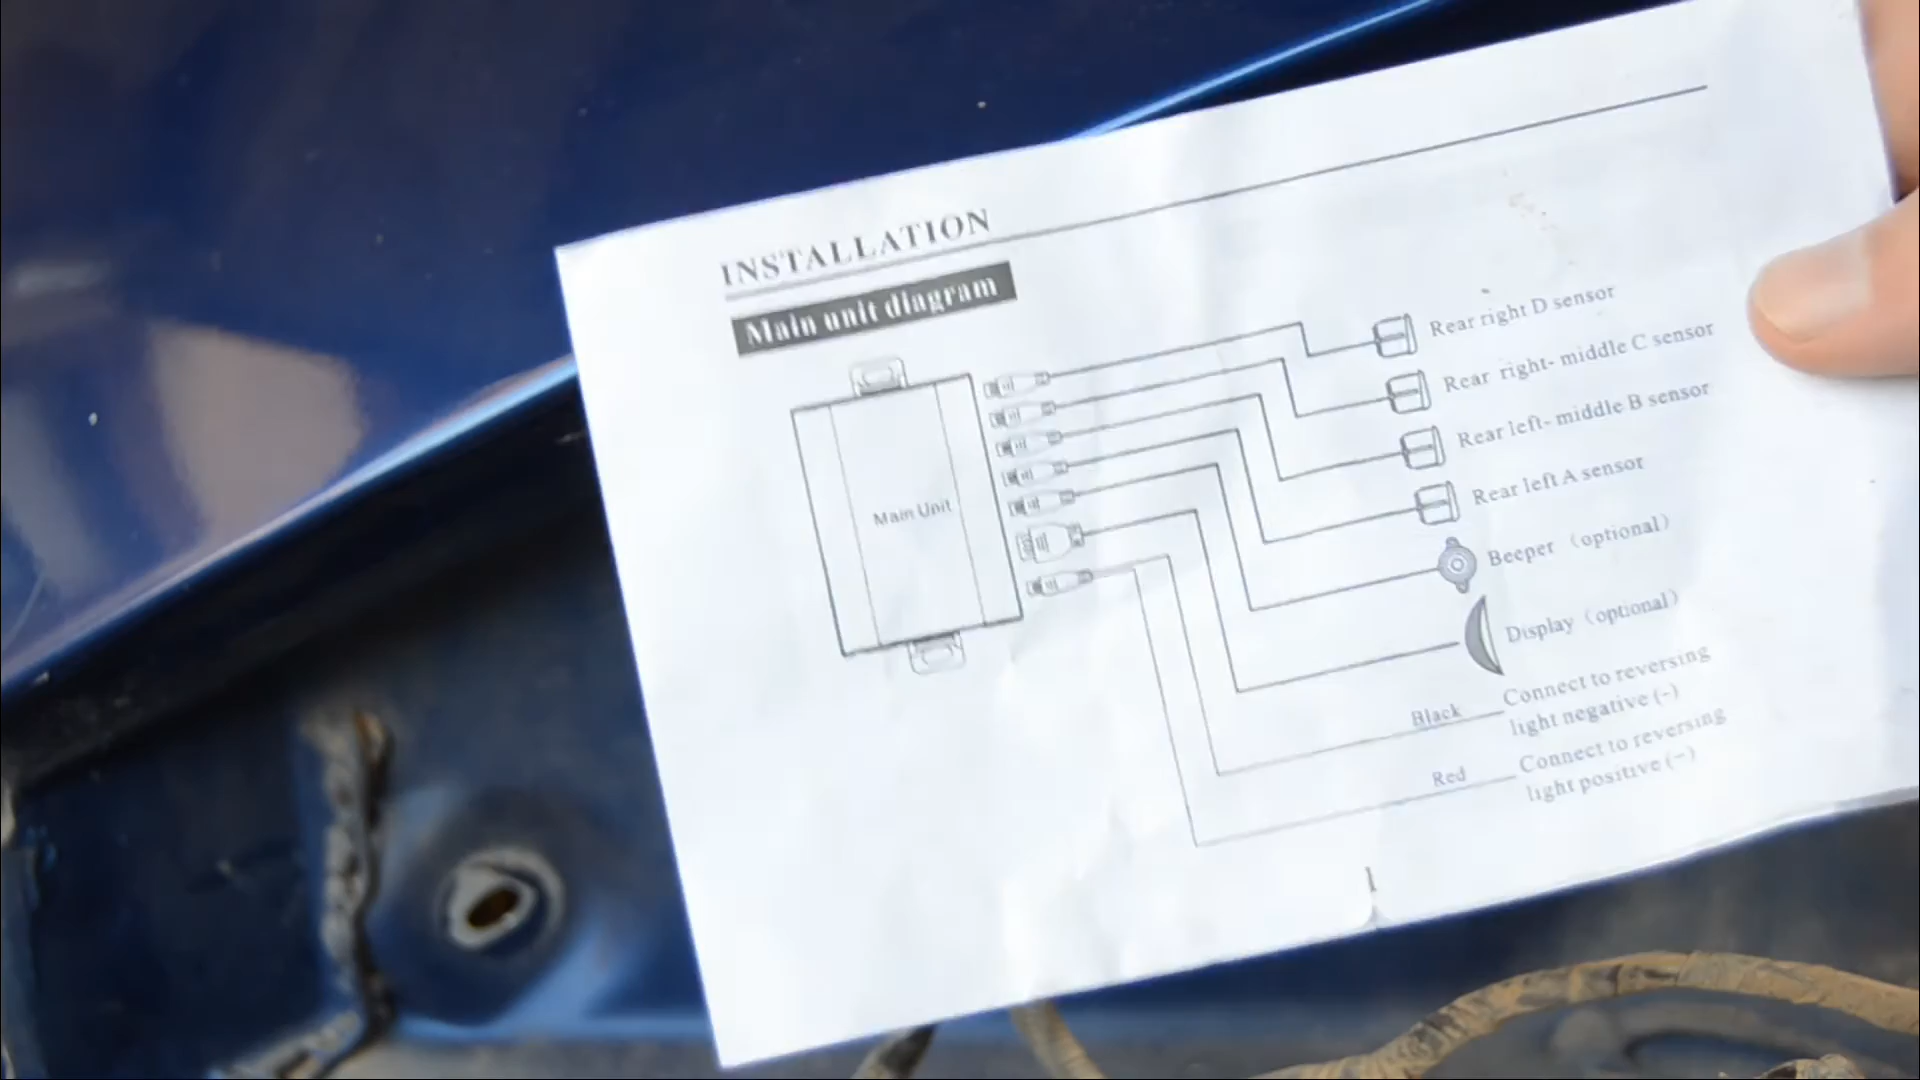 INSTALLATION
Main unit diagram
Main Unit
Rear right D sensor
Rear right- middle C sensor
Rear left- middle B sensor
Rear left A sensor
Beeper (optional)
Display (optional)
Black
Connect to reversing
light negative (-)
Red
Connect to reversing
light positive (-)
1